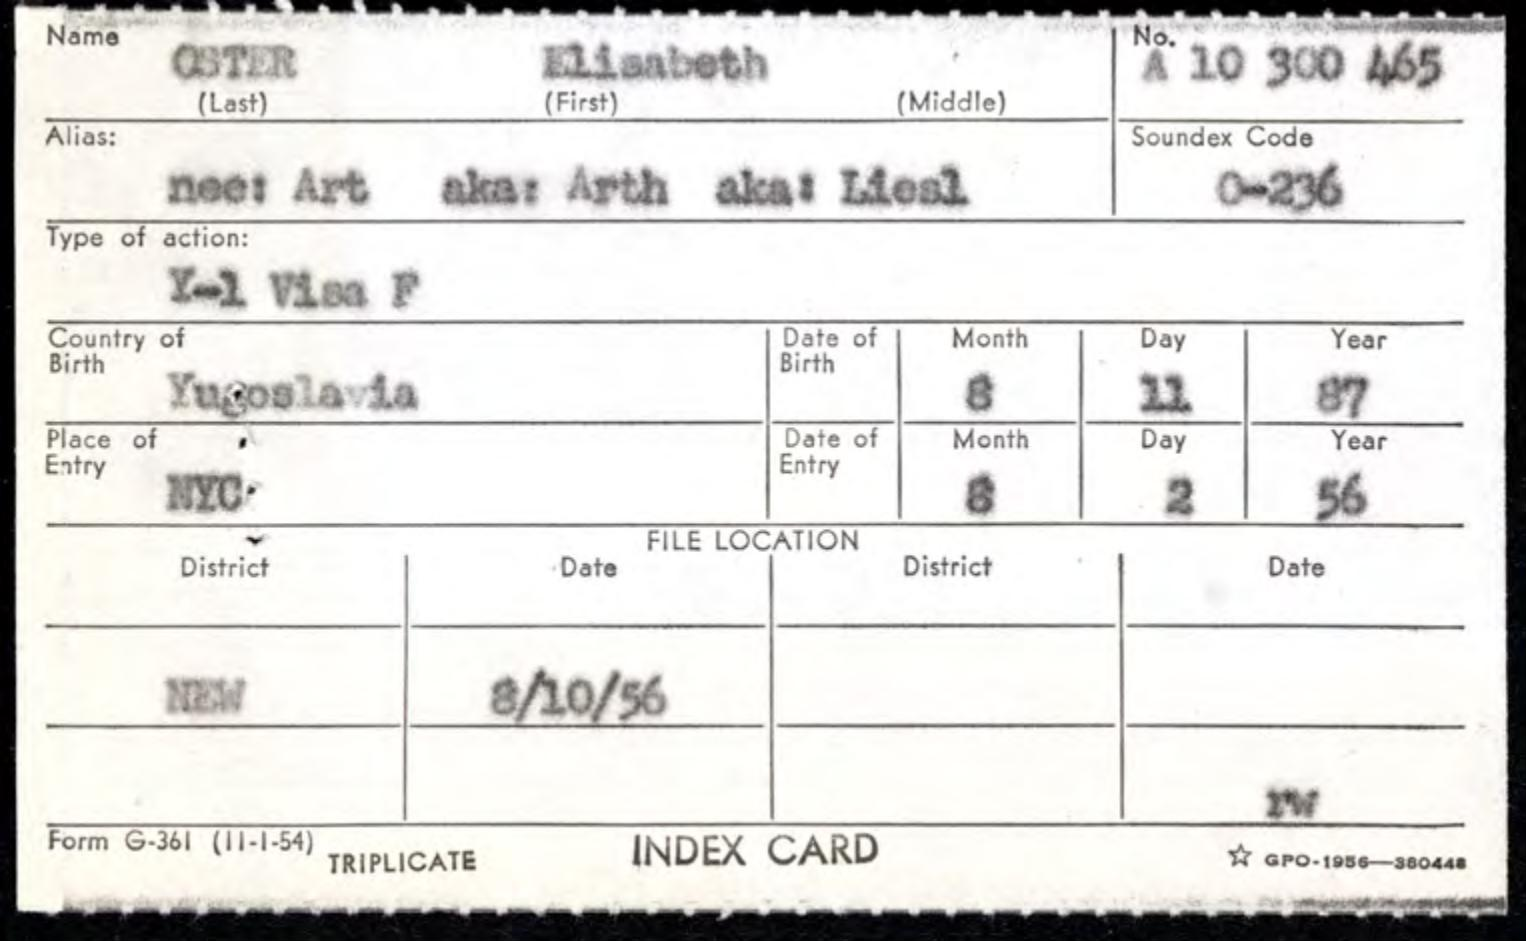 Name No.
OSTER Elisabeth A 10 300 465
(Last) (First) (Middle)
Alias: Soundex Code
nee: Art aka: Arth aka: Liesl O-236
Type of action:
Y-1 Visa F
Country of Birth Date of Birth Month Day Year
Yugoslavia 8 11 87
Place of Entry Date of Entry Month Day Year
NYC 8 2 56
FILE LOCATION
District Date District Date
NEW 8/10/56
rw
Form G-361 (11-1-54) TRIPLICATE INDEX CARD ☆ GPO-1956—380448